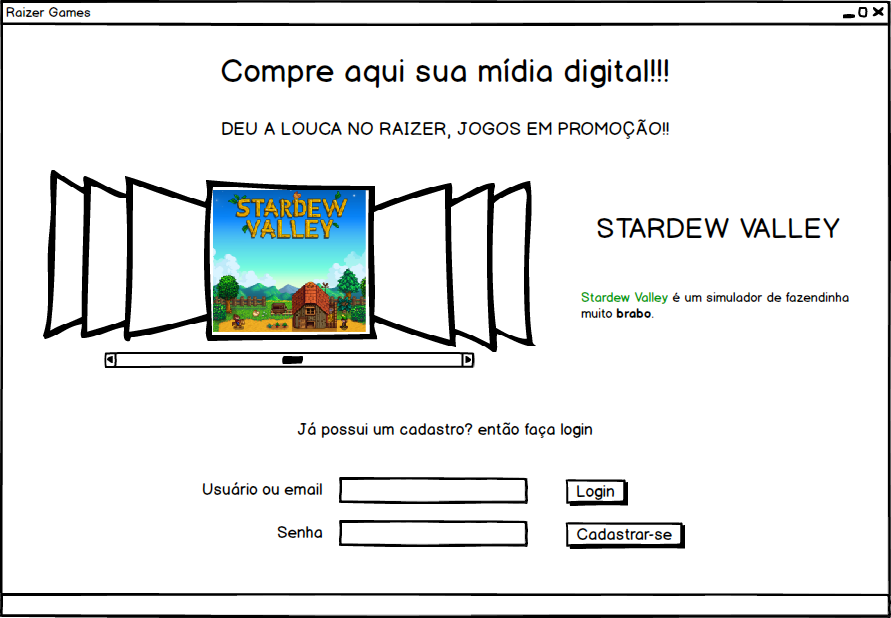 Raizer Games
Compre aqui sua mídia digital!!!
DEU A LOUCA NO RAIZER, JOGOS EM PROMOÇÃO!!
STARDEW
VALLEY
STARDEW VALLEY
Stardew Valley é um simulador de fazendinha
muito brabo.
Já possui um cadastro? então faça login
Usuário ou email
Login
Senha
Cadastrar-se